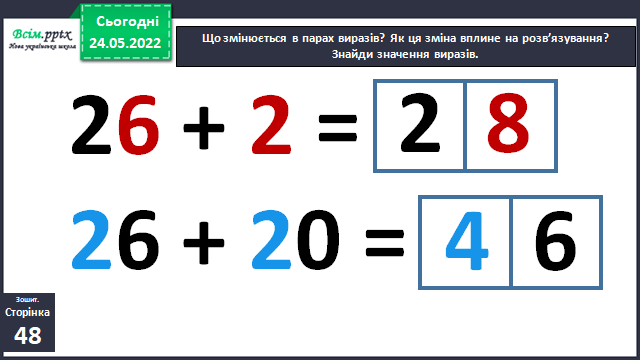 Всім.pptx
Нова українська школа
Сьогодні
24.05.2022
Що змінюється в парах виразів? Як ця зміна вплине на розв’язування?
Знайди значення виразів.
26 + 2 = 28
26 + 20 = 46
Зошит.
Сторінка
48